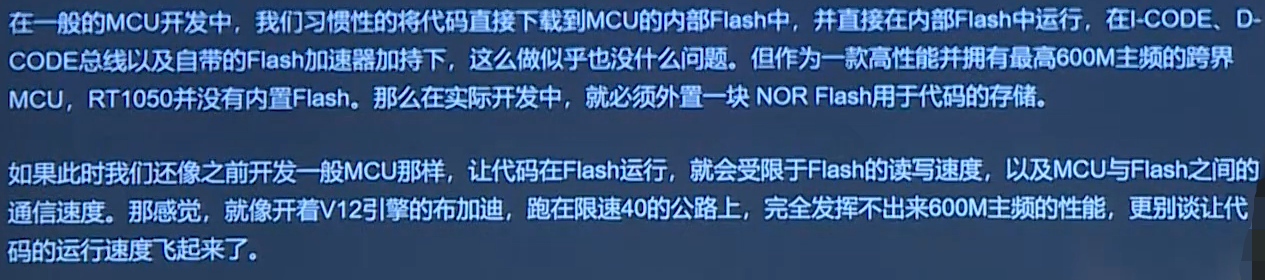 在一般的MCU开发中，我们习惯性的将代码直接下载到MCU的内部Flash中，并直接在内部Flash中运行，在I-CODE、D-
CODE总线以及自带的Flash加速器加持下，这么做似乎也没什么问题。但作为一款高性能并拥有最高600M主频的跨界
MCU，RT1050并没有内置Flash。那么在实际开发中，就必须外置一块 NOR Flash用于代码的存储。
如果此时我们还像之前开发一般MCU那样，让代码在Flash运行，就会受限于Flash的读写速度，以及MCU与Flash之间的
通信速度。那感觉，就像开着V12引擎的布加迪，跑在限速40的公路上，完全发挥不出来600M主频的性能，更别谈让代
码的运行速度飞起来了。